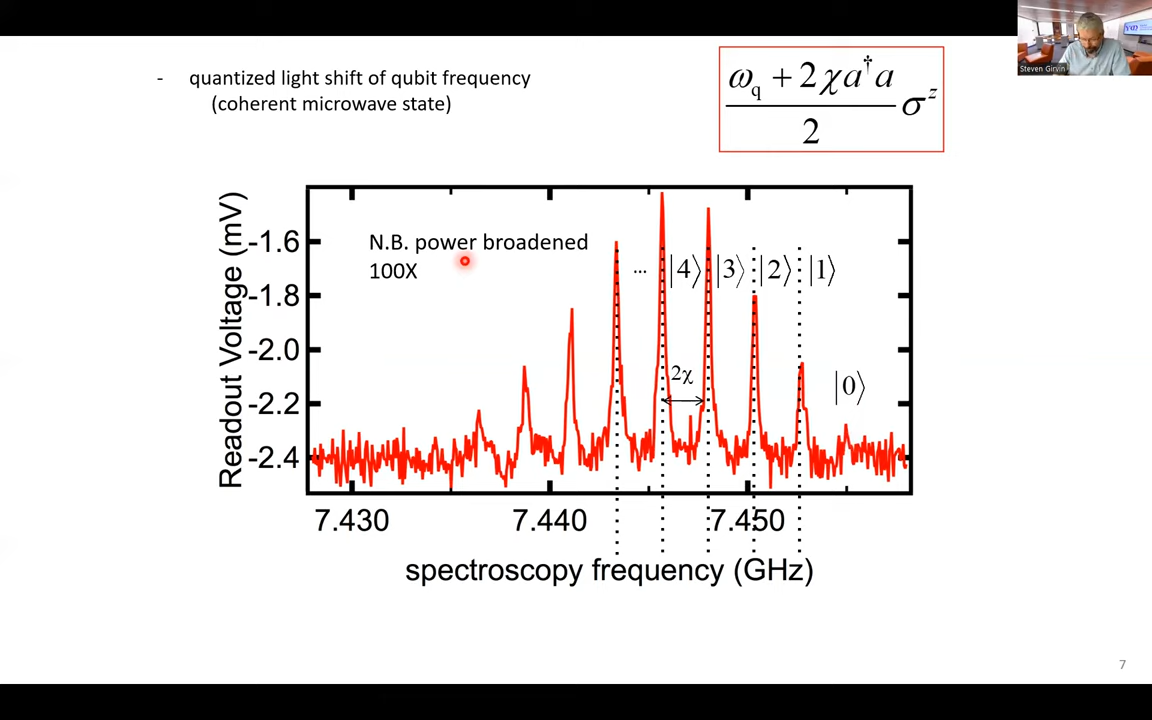 Steven Girvin
- quantized light shift of qubit frequency
(coherent microwave state)
ω_q + 2χa†a
2
σ^z
Readout Voltage (mV)
-1.6
-1.8
-2.0
-2.2
-2.4
N.B. power broadened
100X
... |4⟩ |3⟩ |2⟩ |1⟩
2χ
|0⟩
7.430 7.440 7.450
spectroscopy frequency (GHz)
7